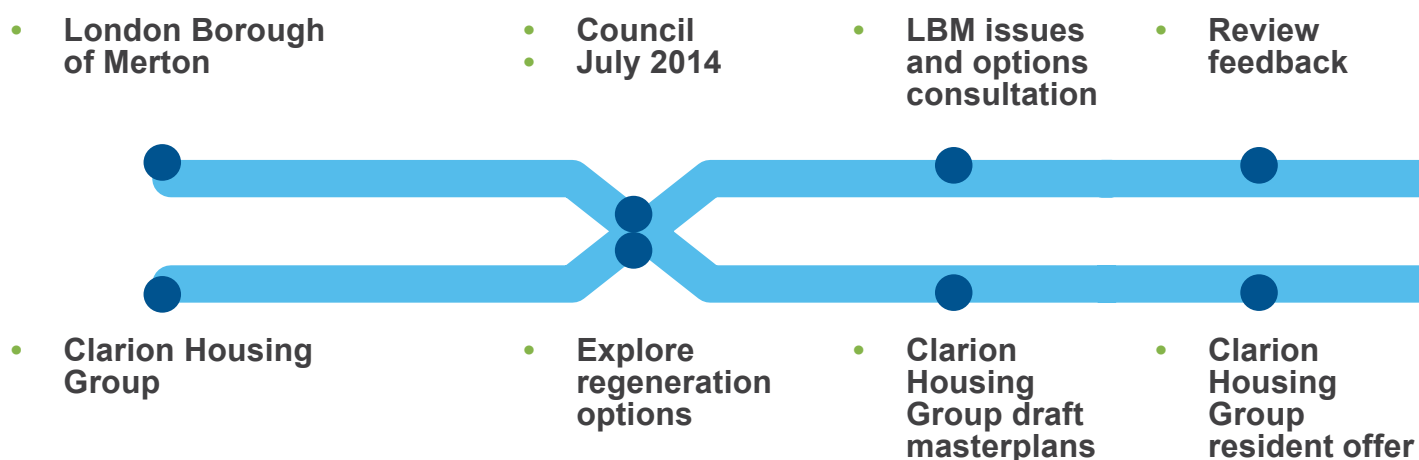 • London Borough
of Merton
• Council
• July 2014
• LBM issues
and options
consultation
• Review
feedback
• Clarion Housing
Group
• Explore
regeneration
options
• Clarion
Housing
Group draft
masterplans
• Clarion
Housing
Group
resident offer